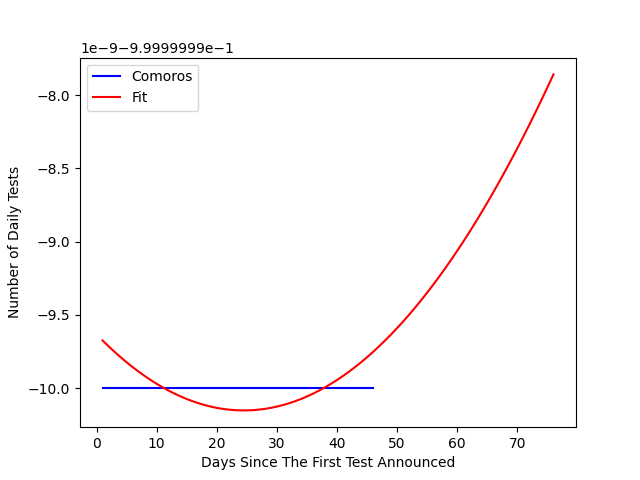 1e−9−9.9999999e−1
Comoros
Fit
−8.0
−8.5
−9.0
−9.5
−10.0
Number of Daily Tests
0 10 20 30 40 50 60 70
Days Since The First Test Announced